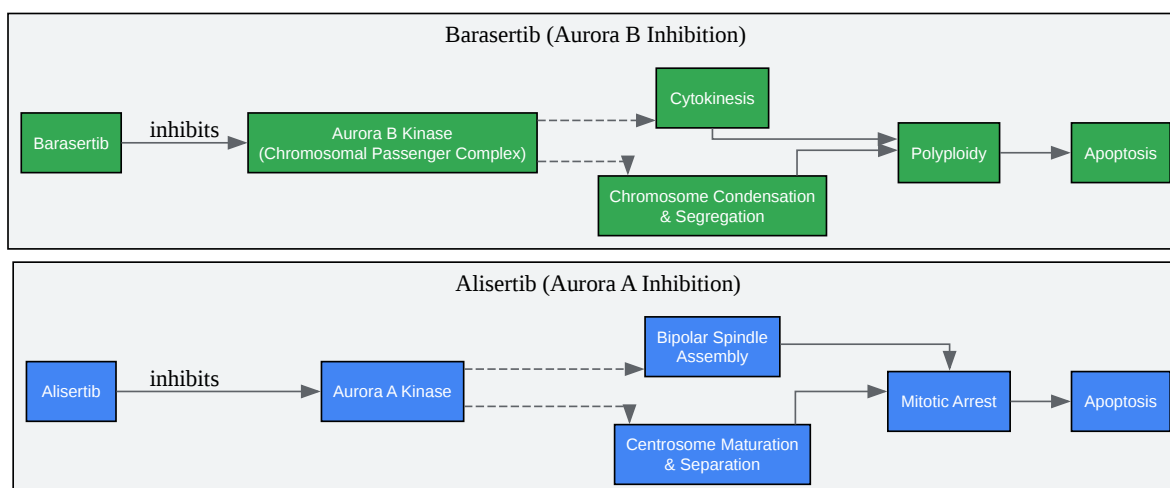 Barasertib (Aurora B Inhibition)
Cytokinesis
Barasertib
inhibits
Aurora B Kinase
(Chromosomal Passenger Complex)
Polyploidy
Apoptosis
Chromosome Condensation
& Segregation
Alisertib (Aurora A Inhibition)
Bipolar Spindle
Assembly
Alisertib
inhibits
Aurora A Kinase
Mitotic Arrest
Apoptosis
Centrosome Maturation
& Separation